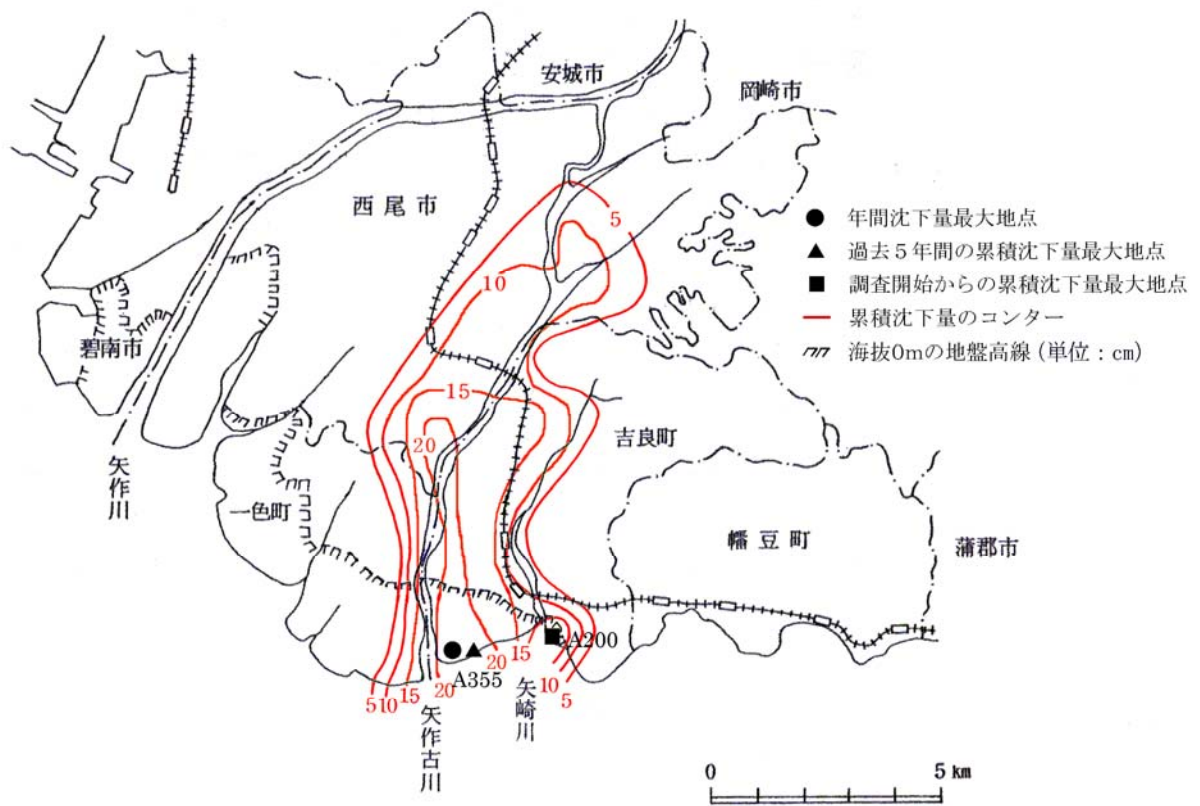 安城市
岡崎市
西尾市
5
● 年間沈下量最大地点
▲ 過去５年間の累積沈下量最大地点
■ 調査開始からの累積沈下量最大地点
累積沈下量のコンター
海抜0mの地盤高線 (単位：cm)
10
碧南市
15
20
吉良町
矢作川
一色町
幡豆町
蒲郡市
A200
A355
5
10
15
20
20
15
10
5
矢作古川
矢崎川
0
5 km